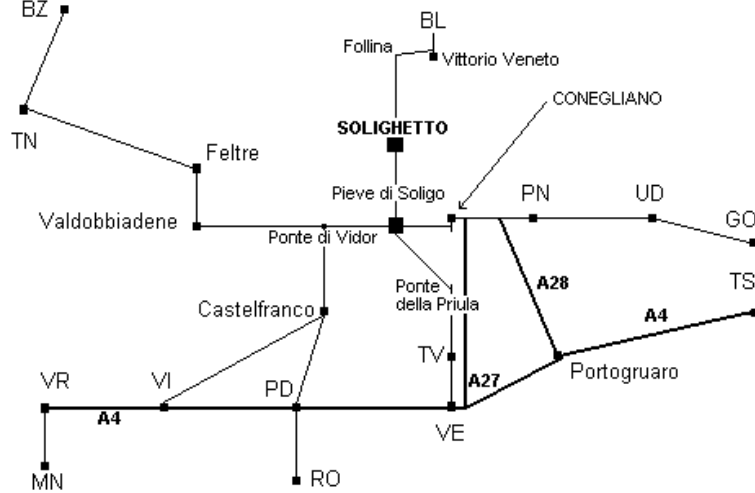 BZ
BL
Follina
Vittorio Veneto
CONEGLIANO
SOLIGHETTO
TN
Feltre
Pieve di Soligo
PN
UD
GO
Valdobbiadene
Ponte di Vidor
TS
A28
Ponte
della Priula
Castelfranco
A4
TV
Portogruaro
VR
VI
PD
A27
A4
VE
MN
RO